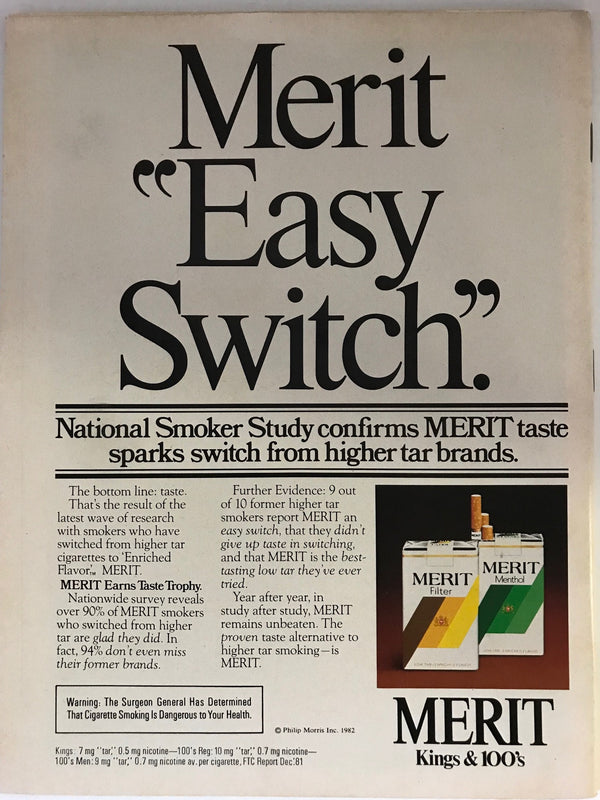 Merit
“Easy
Switch”.
National Smoker Study confirms MERIT taste
sparks switch from higher tar brands.
The bottom line: taste.
That's the result of the
latest wave of research
with smokers who have
switched from higher tar
cigarettes to ‘Enriched
Flavor’™ MERIT.
MERIT Earns Taste Trophy.
Nationwide survey reveals
over 90% of MERIT smokers
who switched from higher
tar are glad they did. In
fact, 94% don't even miss
their former brands.
Further Evidence: 9 out
of 10 former higher tar
smokers report MERIT an
easy switch, that they didn't
give up taste in switching,
and that MERIT is the best-
tasting low tar they've ever
tried.
Year after year, in
study after study, MERIT
remains unbeaten. The
proven taste alternative to
higher tar smoking—is
MERIT.
MERIT
Filter
LOW TAR · ENRICHED FLAVOR
MERIT
Menthol
LOW TAR · ENRICHED FLAVOR
Warning: The Surgeon General Has Determined
That Cigarette Smoking Is Dangerous to Your Health.
© Philip Morris Inc. 1982
MERIT
Kings & 100's
Kings: 7 mg "tar," 0.5 mg nicotine—100's Reg: 10 mg "tar," 0.7 mg nicotine—
100's Men: 9 mg "tar," 0.7 mg nicotine av. per cigarette, FTC Report Dec.'81